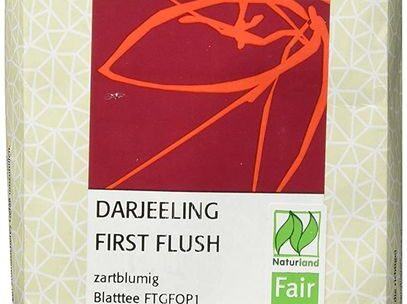 DARJEELING
FIRST FLUSH
zartblumig
Blatttee FTGFOP1
Naturland
Fair